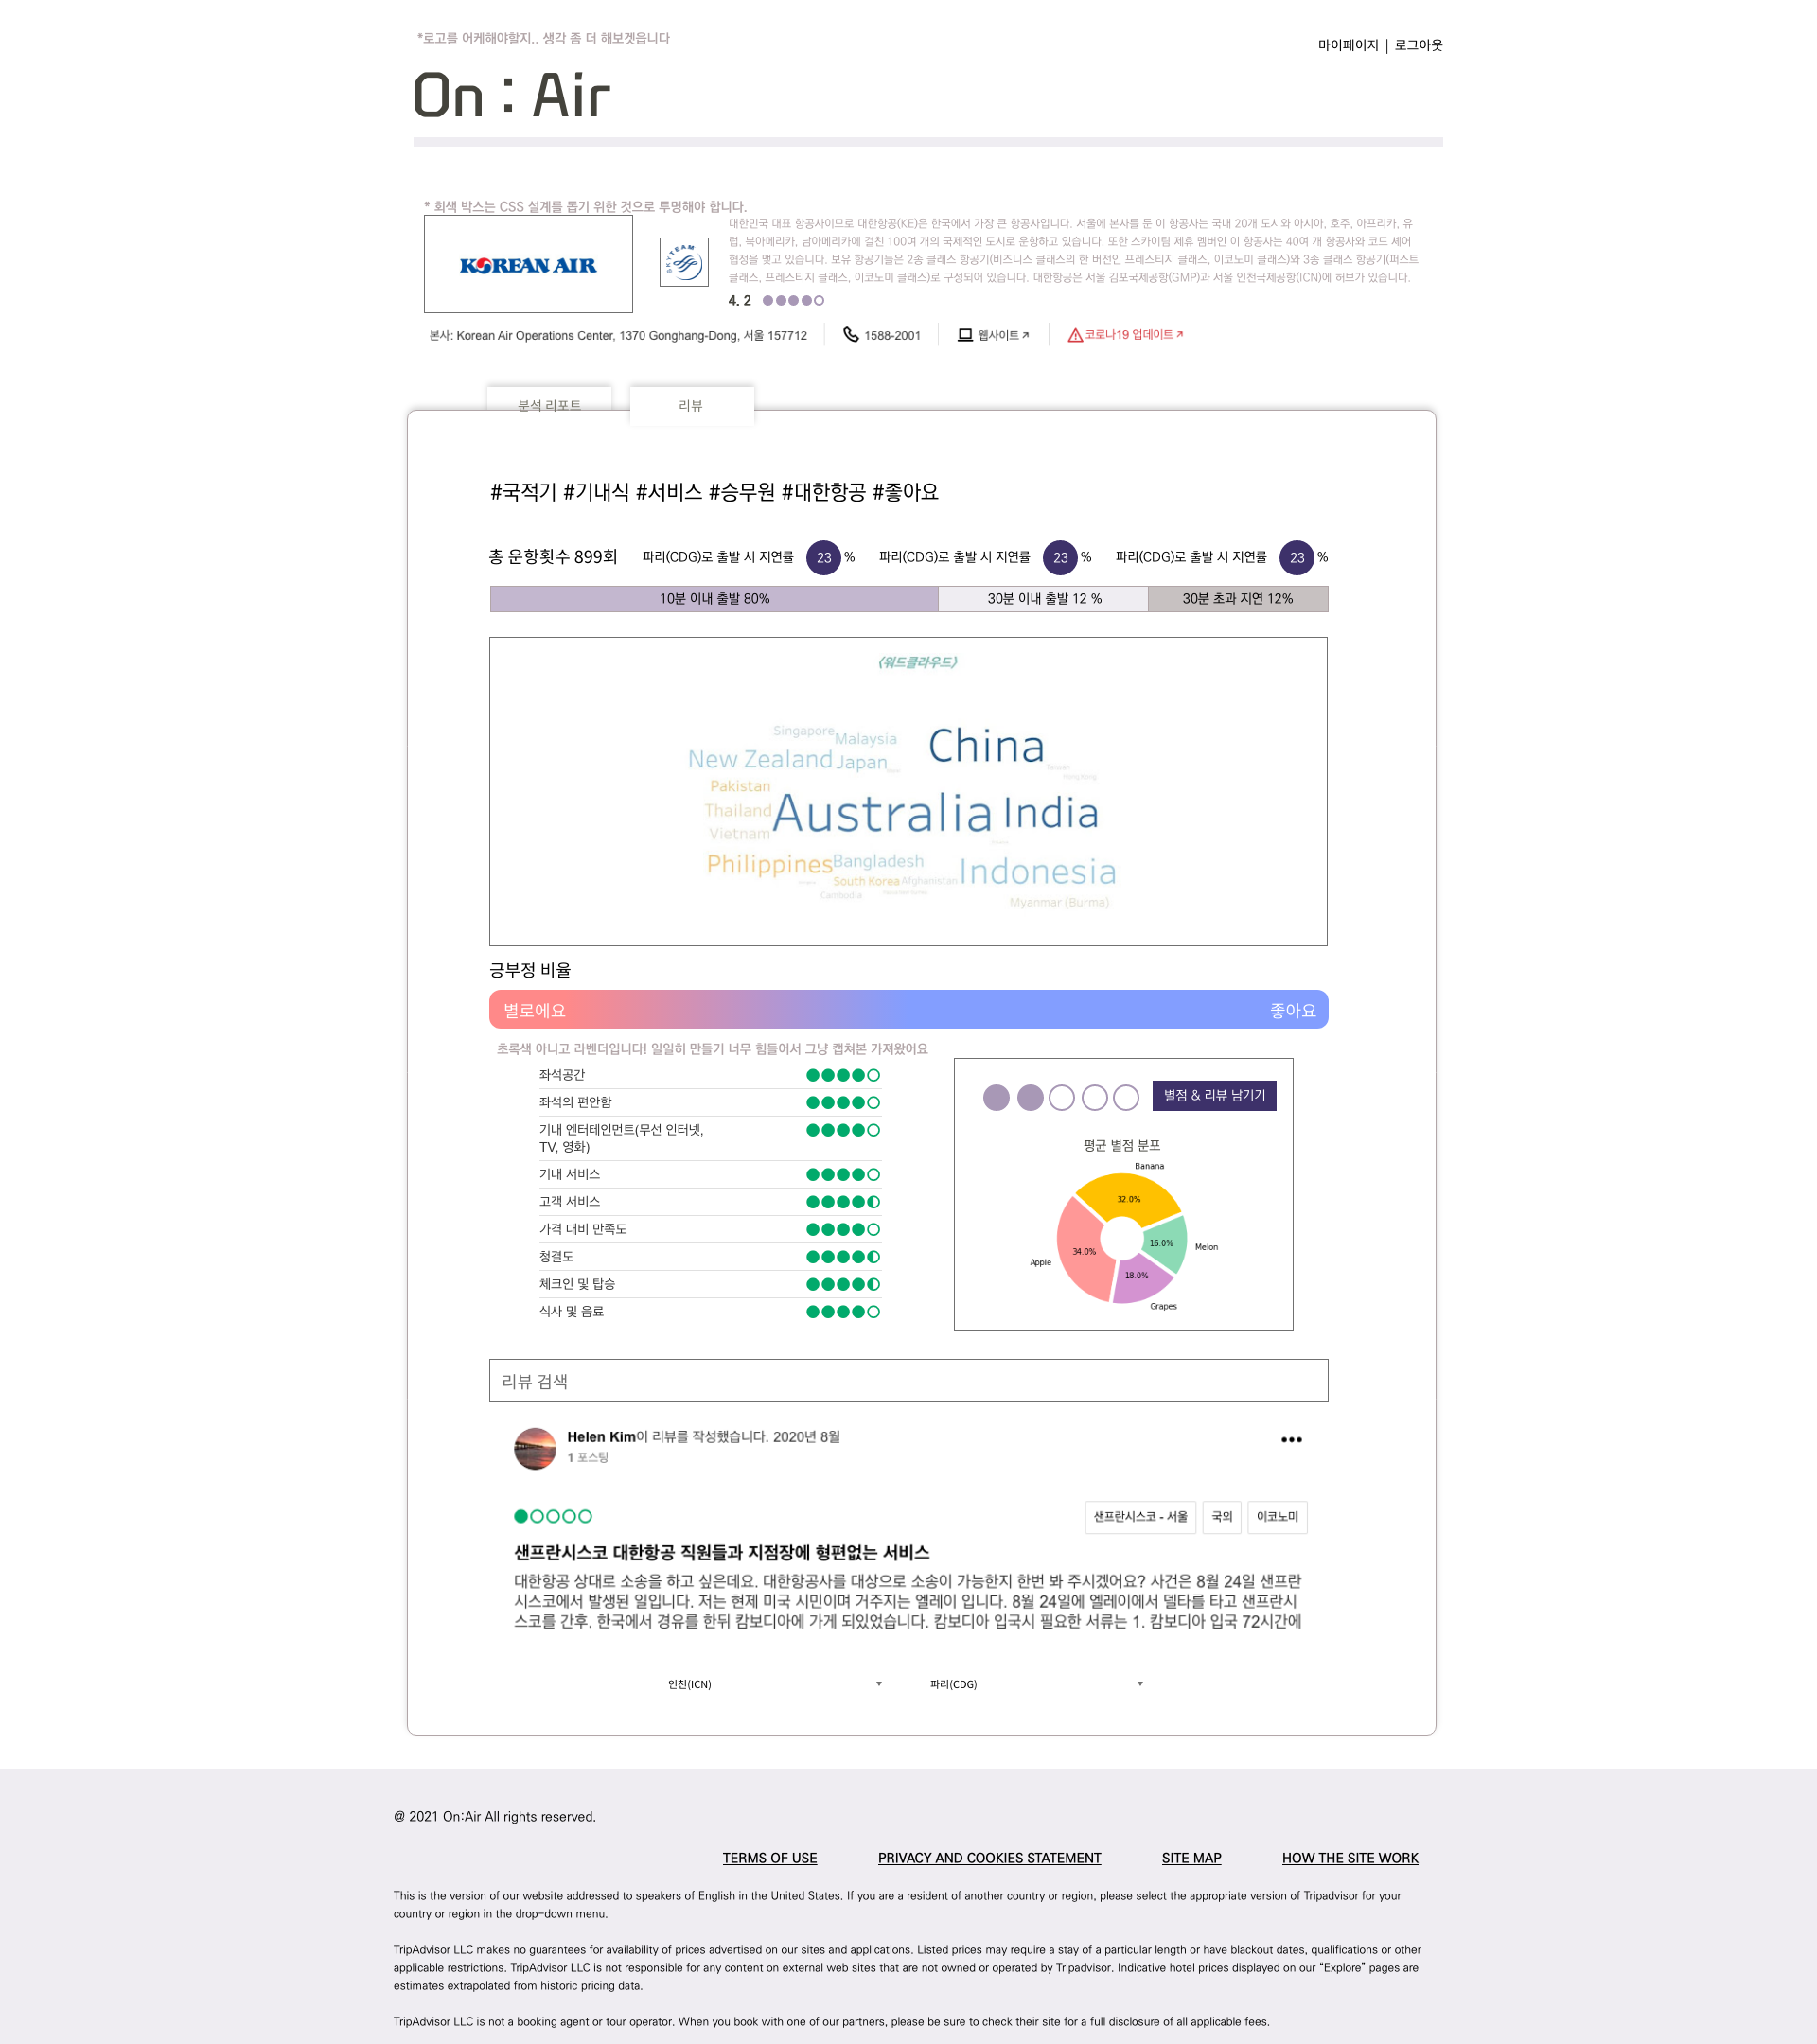 *로고를 어케해야할지.. 생각 좀 더 해보겟읍니다
마이페이지 | 로그아웃
On : Air
* 회색 박스는 CSS 설계를 돕기 위한 것으로 투명해야 합니다.
KOREAN AIR
SKYTEAM
대한민국 대표 항공사이므로 대한항공(KE)은 한국에서 가장 큰 항공사입니다. 서울에 본사를 둔 이 항공사는 국내 20개 도시와 아시아, 호주, 아프리카, 유
럽, 북아메리카, 남아메리카에 걸친 100여 개의 국제적인 도시로 운항하고 있습니다. 또한 스카이팀 제휴 멤버인 이 항공사는 40여 개 항공사와 코드 셰어
협정을 맺고 있습니다. 보유 항공기들은 2종 클래스 항공기(비즈니스 클래스의 한 버전인 프레스티지 클래스, 이코노미 클래스)와 3종 클래스 항공기(퍼스트
클래스, 프레스티지 클래스, 이코노미 클래스)로 구성되어 있습니다. 대한항공은 서울 김포국제공항(GMP)과 서울 인천국제공항(ICN)에 허브가 있습니다.
4. 2
본사: Korean Air Operations Center, 1370 Gonghang-Dong, 서울 157712
1588-2001
웹사이트
코로나19 업데이트
분석 리포트
리뷰
#국적기 #기내식 #서비스 #승무원 #대한항공 #좋아요
총 운항횟수 899회
파리(CDG)로 출발 시 지연률 23 %
파리(CDG)로 출발 시 지연률 23 %
파리(CDG)로 출발 시 지연률 23 %
10분 이내 출발 80%
30분 이내 출발 12 %
30분 초과 지연 12%
<워드클라우드>
Singapore
Malaysia
China
New Zealand
Japan
Hong Kong
Pakistan
Thailand
Australia
India
Vietnam
Philippines
Bangladesh
Indonesia
South Korea
Afghanistan
Cambodia
Myanmar (Burma)
긍부정 비율
별로에요
좋아요
초록색 아니고 라벤더입니다! 일일히 만들기 너무 힘들어서 그냥 캡쳐본 가져왔어요
좌석공간
좌석의 편안함
기내 엔터테인먼트(무선 인터넷,
TV, 영화)
기내 서비스
고객 서비스
가격 대비 만족도
청결도
체크인 및 탑승
식사 및 음료
별점 & 리뷰 남기기
평균 별점 분포
Banana
32.0%
16.0%
Melon
34.0%
Apple
18.0%
Grapes
리뷰 검색
Helen Kim이 리뷰를 작성했습니다. 2020년 8월
1 포스팅
샌프란시스코 - 서울
국외
이코노미
샌프란시스코 대한항공 직원들과 지점장에 형편없는 서비스
대한항공 상대로 소송을 하고 싶은데요. 대한항공사를 대상으로 소송이 가능한지 한번 봐 주시겠어요? 사건은 8월 24일 샌프란
시스코에서 발생된 일입니다. 저는 현제 미국 시민이며 거주지는 엘레이 입니다. 8월 24일에 엘레이에서 델타를 타고 샌프란시
스코를 간후, 한국에서 경유를 한뒤 캄보디아에 가게 되있었습니다. 캄보디아 입국시 필요한 서류는 1. 캄보디아 입국 72시간에
인천(ICN)
파리(CDG)
@ 2021 On:Air All rights reserved.
TERMS OF USE
PRIVACY AND COOKIES STATEMENT
SITE MAP
HOW THE SITE WORK
This is the version of our website addressed to speakers of English in the United States. If you are a resident of another country or region, please select the appropriate version of Tripadvisor for your
country or region in the drop-down menu.
TripAdvisor LLC makes no guarantees for availability of prices advertised on our sites and applications. Listed prices may require a stay of a particular length or have blackout dates, qualifications or other
applicable restrictions. TripAdvisor LLC is not responsible for any content on external web sites that are not owned or operated by Tripadvisor. Indicative hotel prices displayed on our “Explore” pages are
estimates extrapolated from historic pricing data.
TripAdvisor LLC is not a booking agent or tour operator. When you book with one of our partners, please be sure to check their site for a full disclosure of all applicable fees.